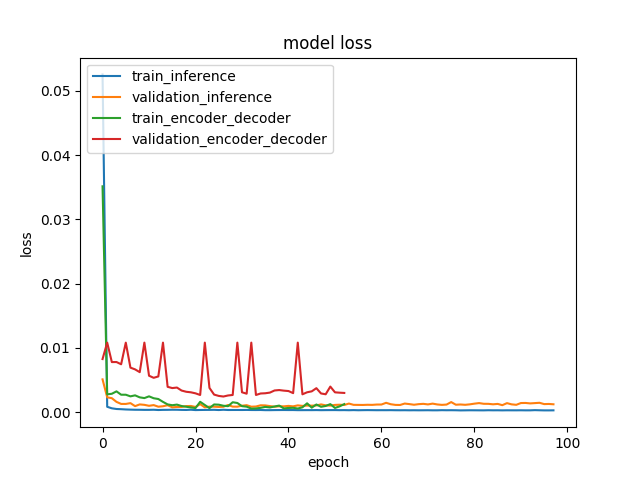 model loss
train_inference
validation_inference
train_encoder_decoder
validation_encoder_decoder
0.05
0.04
0.03
0.02
0.01
0.00
loss
0 20 40 60 80 100
epoch